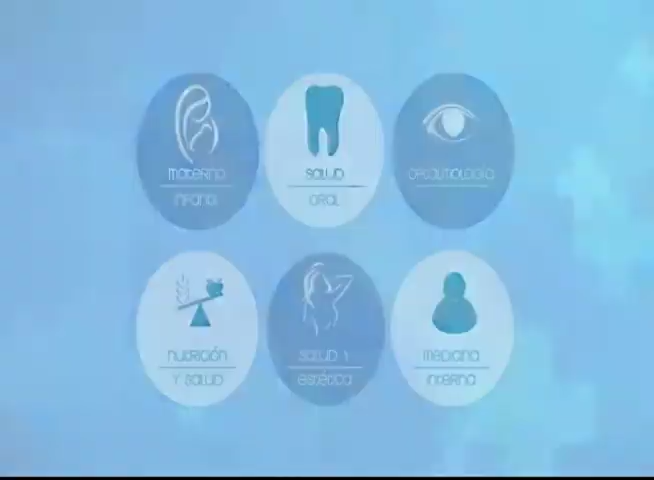 materno
infantil
salud
oral
oftalmología
nutrición
y salud
salud y
estética
medicina
interna